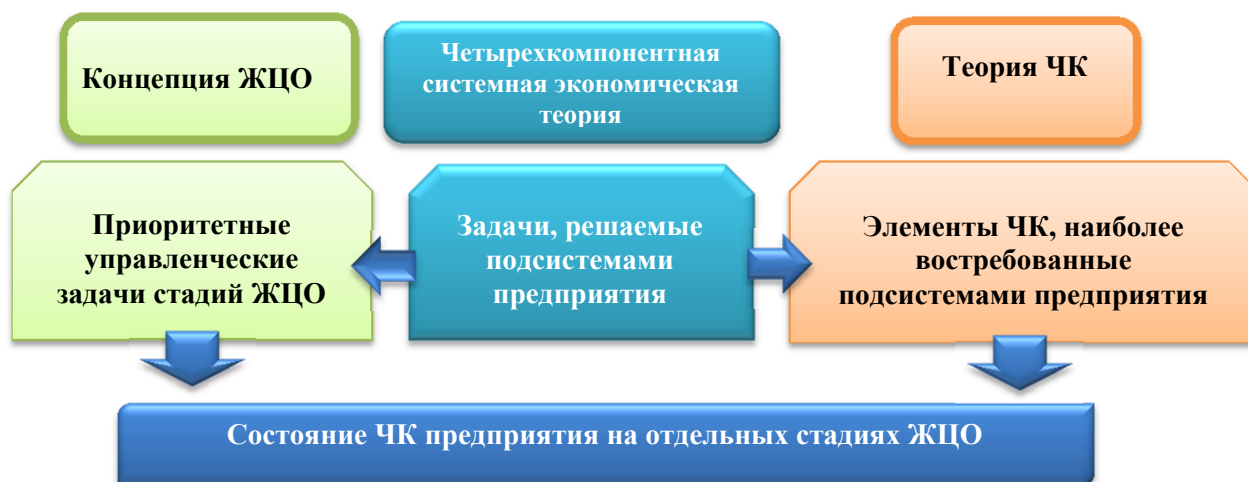 Концепция ЖЦО
Четырехкомпонентная
системная экономическая
теория
Теория ЧК
Приоритетные
управленческие
задачи стадий ЖЦО
Задачи, решаемые
подсистемами
предприятия
Элементы ЧК, наиболее
востребованные
подсистемами предприятия
Состояние ЧК предприятия на отдельных стадиях ЖЦО